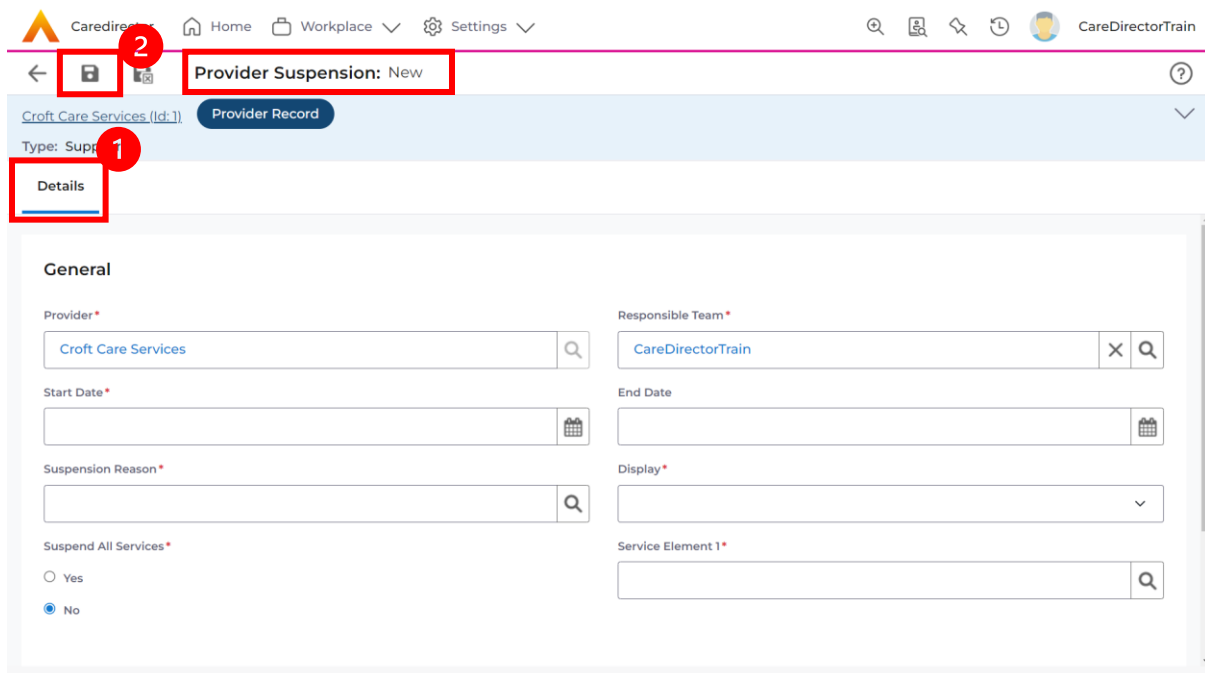 Caredirector Home Workplace Settings CareDirectorTrain
2
Provider Suspension: New
Croft Care Services (Id: 1) Provider Record
Type:
1
Details
General
Provider* Responsible Team*
Croft Care Services CareDirectorTrain
Start Date* End Date
Suspension Reason* Display*
Suspend All Services* Service Element 1*
Yes
No